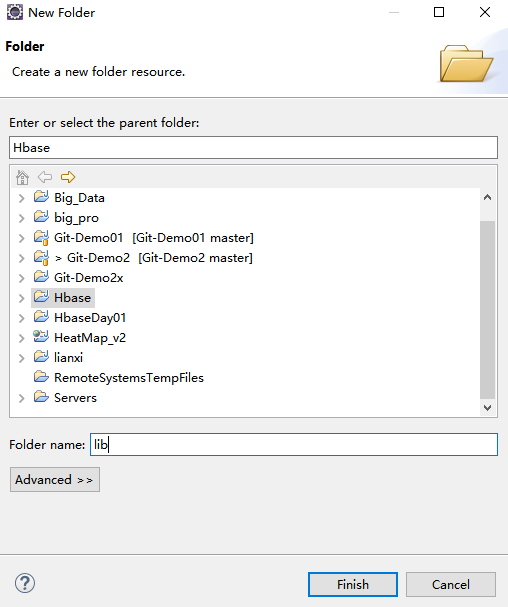 New Folder
Folder
Create a new folder resource.
Enter or select the parent folder:
Hbase
Big_Data
big_pro
Git-Demo01 [Git-Demo01 master]
> Git-Demo2 [Git-Demo2 master]
Git-Demo2x
Hbase
HbaseDay01
HeatMap_v2
lianxi
RemoteSystemsTempFiles
Servers
Folder name: lib
Advanced >>
? Finish Cancel